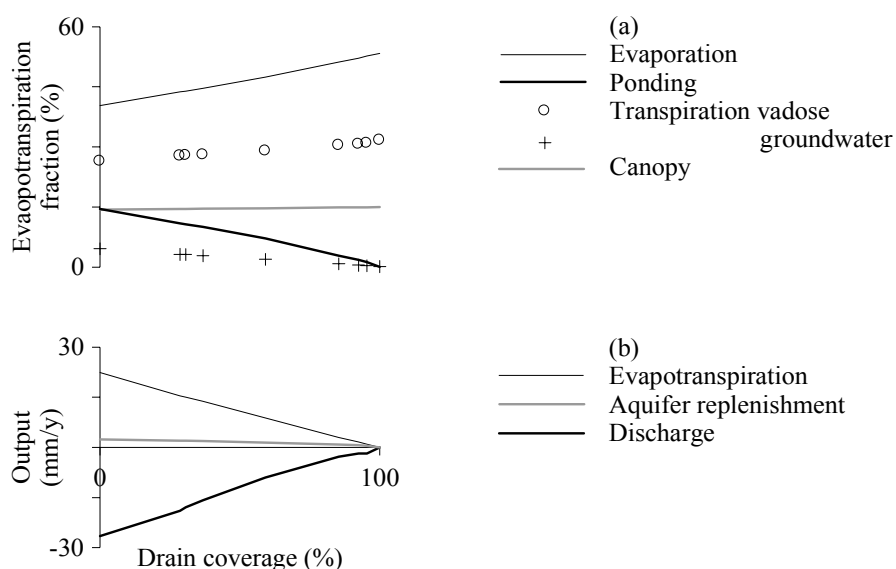 60
0
Evaopotranspiration
fraction (%)
(a)
Evaporation
Ponding
Transpiration vadose
groundwater
Canopy
30
0
100
-30
Output
(mm/y)
Drain coverage (%)
(b)
Evapotranspiration
Aquifer replenishment
Discharge